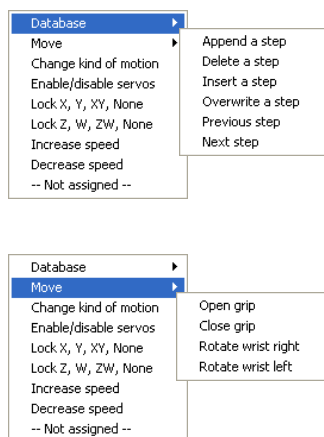 Database
Move
Change kind of motion
Enable/disable servos
Lock X, Y, XY, None
Lock Z, W, ZW, None
Increase speed
Decrease speed
-- Not assigned --
Append a step
Delete a step
Insert a step
Overwrite a step
Previous step
Next step
Database
Move
Change kind of motion
Enable/disable servos
Lock X, Y, XY, None
Lock Z, W, ZW, None
Increase speed
Decrease speed
-- Not assigned --
Open grip
Close grip
Rotate wrist right
Rotate wrist left